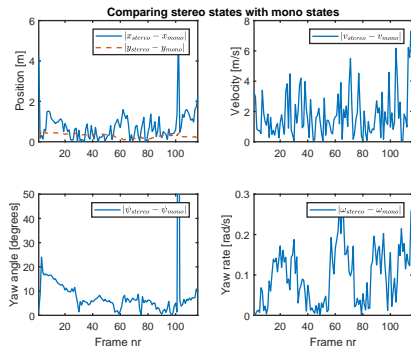 Comparing stereo states with mono states
Position [m]
6
4
2
0
|x_stereo − x_mono|
|y_stereo − y_mono|
20 40 60 80 100
Velocity [m/s]
6
4
2
0
|v_stereo − v_mono|
20 40 60 80 100
Yaw angle [degrees]
50
40
30
20
10
0
|ψ_stereo − ψ_mono|
20 40 60 80 100
Frame nr
Yaw rate [rad/s]
0.3
0.2
0.1
0
|ω_stereo − ω_mono|
20 40 60 80 100
Frame nr